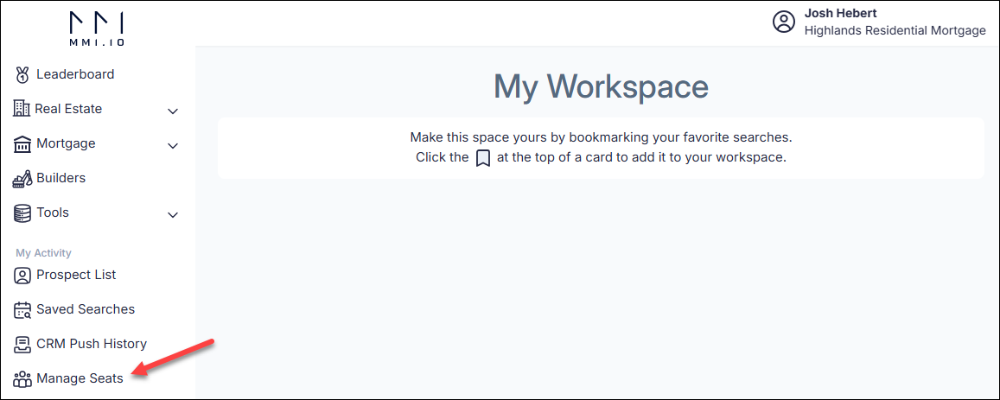 MMI.IO
Josh Hebert
Highlands Residential Mortgage
Leaderboard
Real Estate
Mortgage
Builders
Tools
My Activity
Prospect List
Saved Searches
CRM Push History
Manage Seats
My Workspace
Make this space yours by bookmarking your favorite searches.
Click the at the top of a card to add it to your workspace.